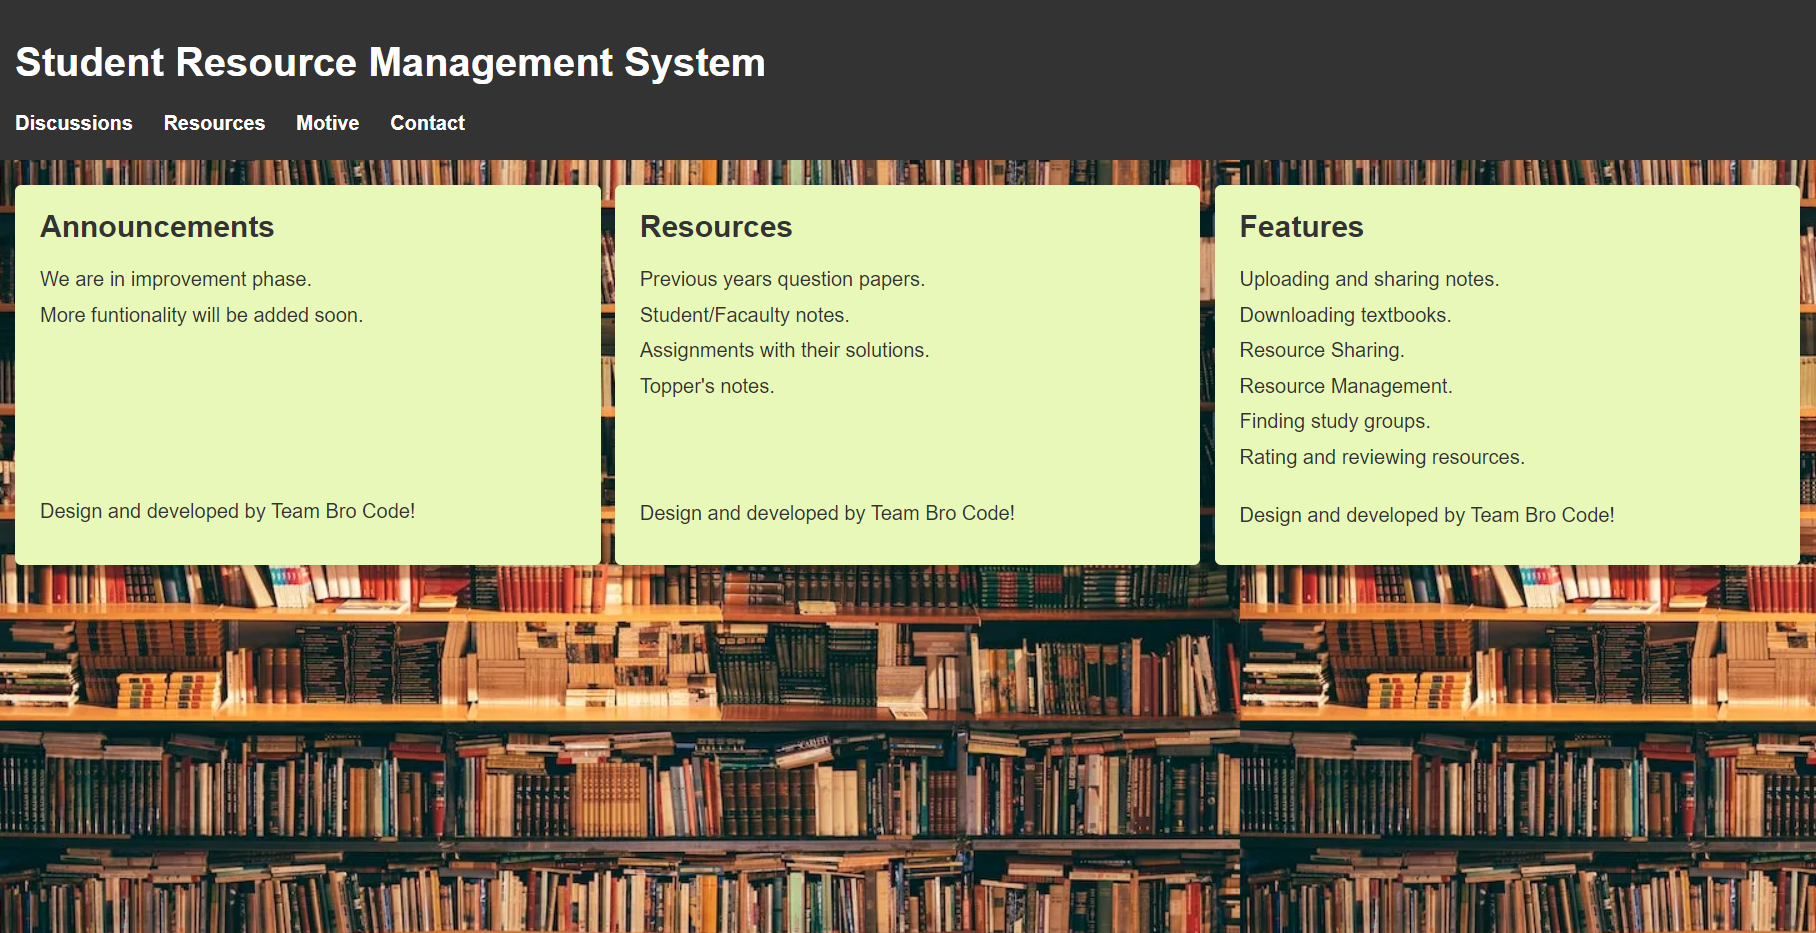 Student Resource Management System
Discussions Resources Motive Contact
Announcements
We are in improvement phase.
More funtionality will be added soon.
Design and developed by Team Bro Code!
Resources
Previous years question papers.
Student/Facaulty notes.
Assignments with their solutions.
Topper's notes.
Design and developed by Team Bro Code!
Features
Uploading and sharing notes.
Downloading textbooks.
Resource Sharing.
Resource Management.
Finding study groups.
Rating and reviewing resources.
Design and developed by Team Bro Code!